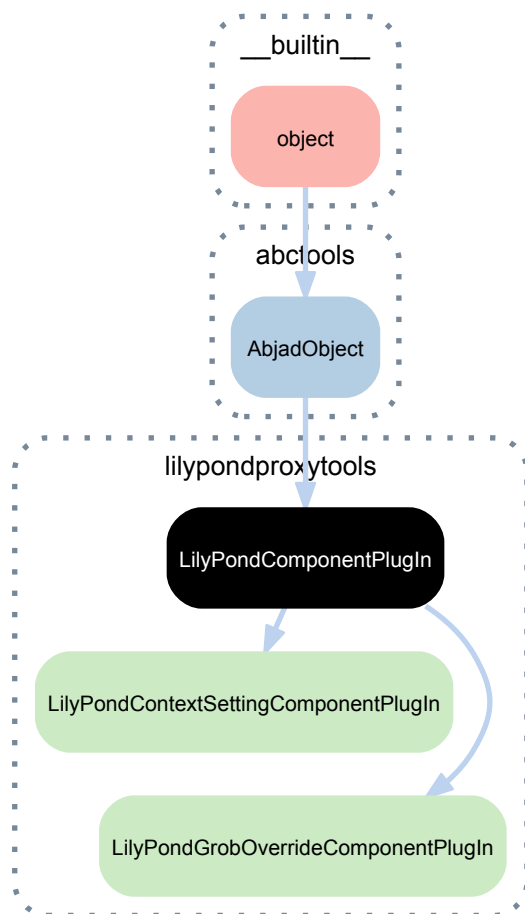 __builtin__
object
abctools
AbjadObject
lilypondproxytools
LilyPondComponentPlugIn
LilyPondContextSettingComponentPlugIn
LilyPondGrobOverrideComponentPlugIn